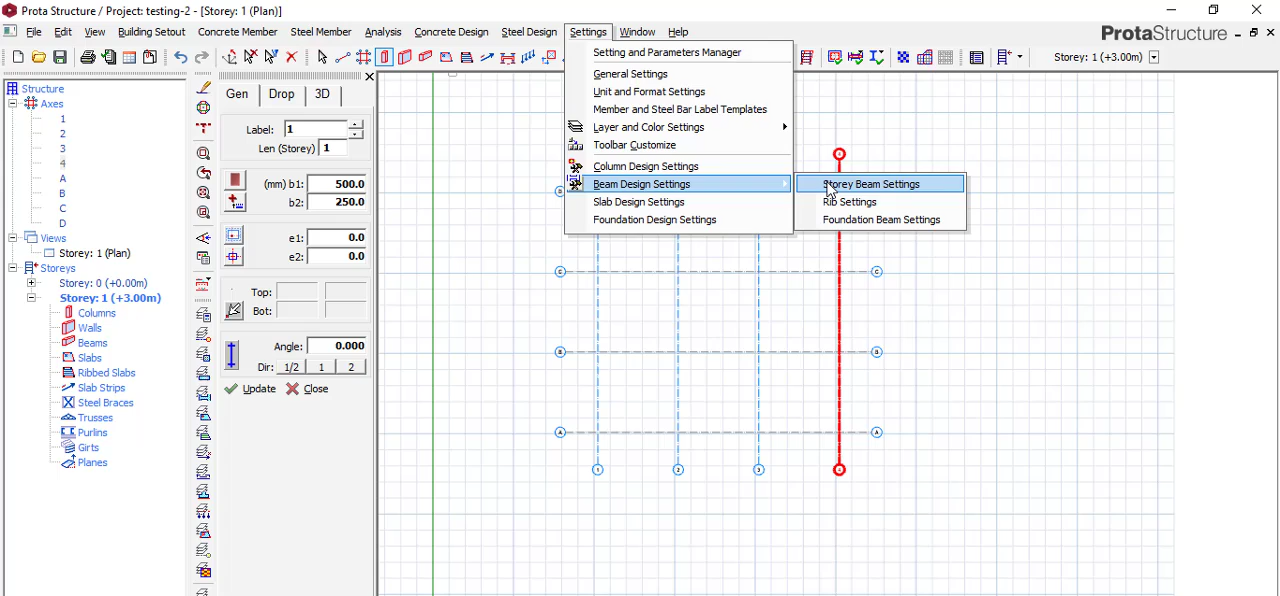 Prota Structure / Project: testing-2 - [Storey: 1 (Plan)]
File Edit View Building Setout Concrete Member Steel Member Analysis Concrete Design Steel Design Settings Window Help
ProtaStructure
Storey: 1 (+3.00m)
Structure
Axes
1
2
3
4
A
B
C
D
Views
Storey: 1 (Plan)
Storeys
Storey: 0 (+0.00m)
Storey: 1 (+3.00m)
Columns
Walls
Beams
Slabs
Ribbed Slabs
Slab Strips
Steel Braces
Trusses
Purlins
Girts
Planes
Gen Drop 3D
Label: 1
Len (Storey) 1
(mm) b1: 500.0
b2: 250.0
e1: 0.0
e2: 0.0
Top:
Bot:
Angle: 0.000
Dir: 1/2 1 2
Update Close
Setting and Parameters Manager
General Settings
Unit and Format Settings
Member and Steel Bar Label Templates
Layer and Color Settings
Toolbar Customize
Column Design Settings
Beam Design Settings
Slab Design Settings
Foundation Design Settings
Storey Beam Settings
Rib Settings
Foundation Beam Settings
C C
B B
A A
1 2 3